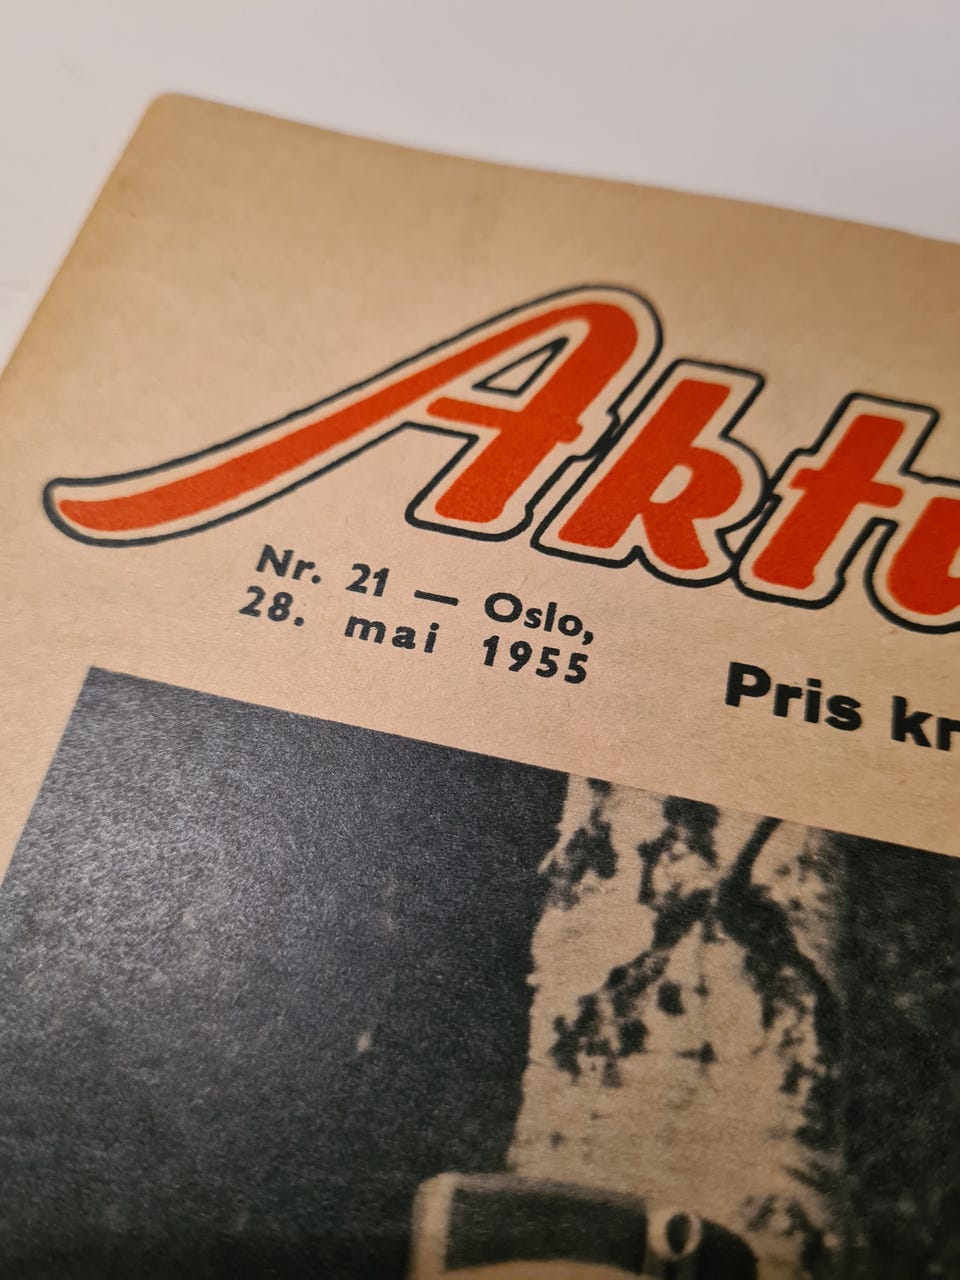 Aktu
Nr. 21 — Oslo,
28. mai 1955
Pris kr